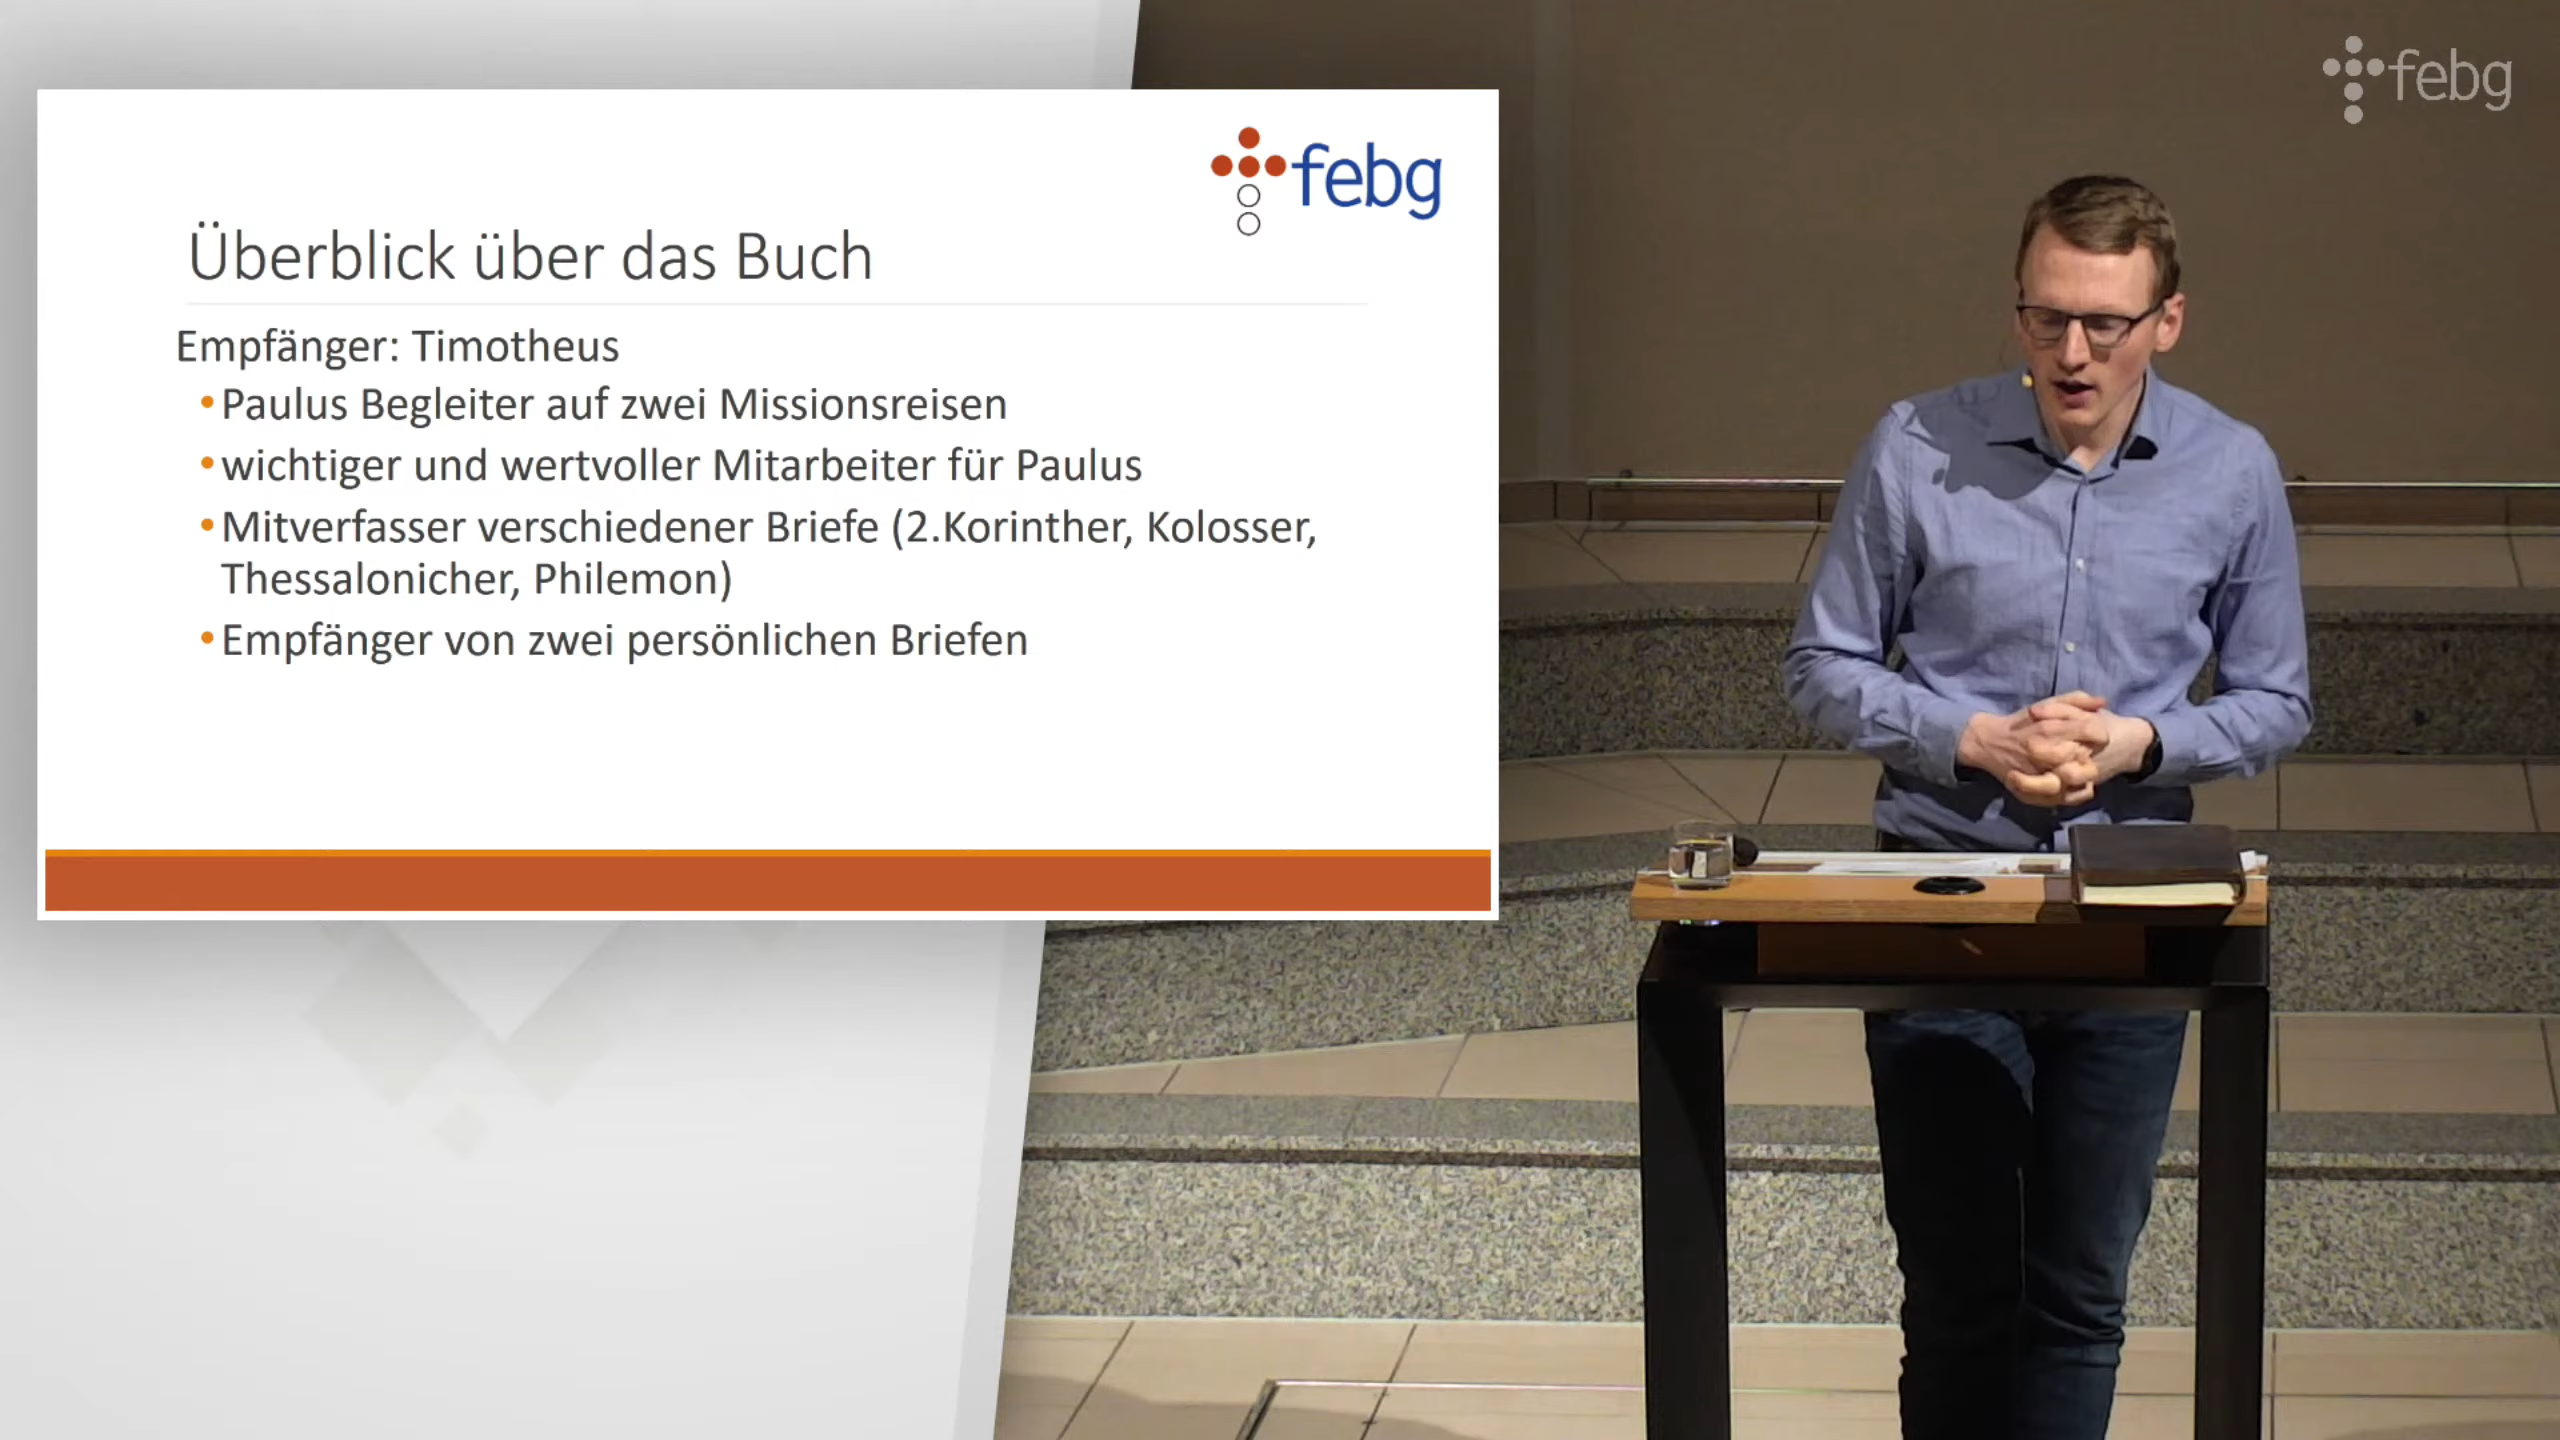 febg
febg
Überblick über das Buch
Empfänger: Timotheus
•Paulus Begleiter auf zwei Missionsreisen
•wichtiger und wertvoller Mitarbeiter für Paulus
•Mitverfasser verschiedener Briefe (2.Korinther, Kolosser,
Thessalonicher, Philemon)
•Empfänger von zwei persönlichen Briefen